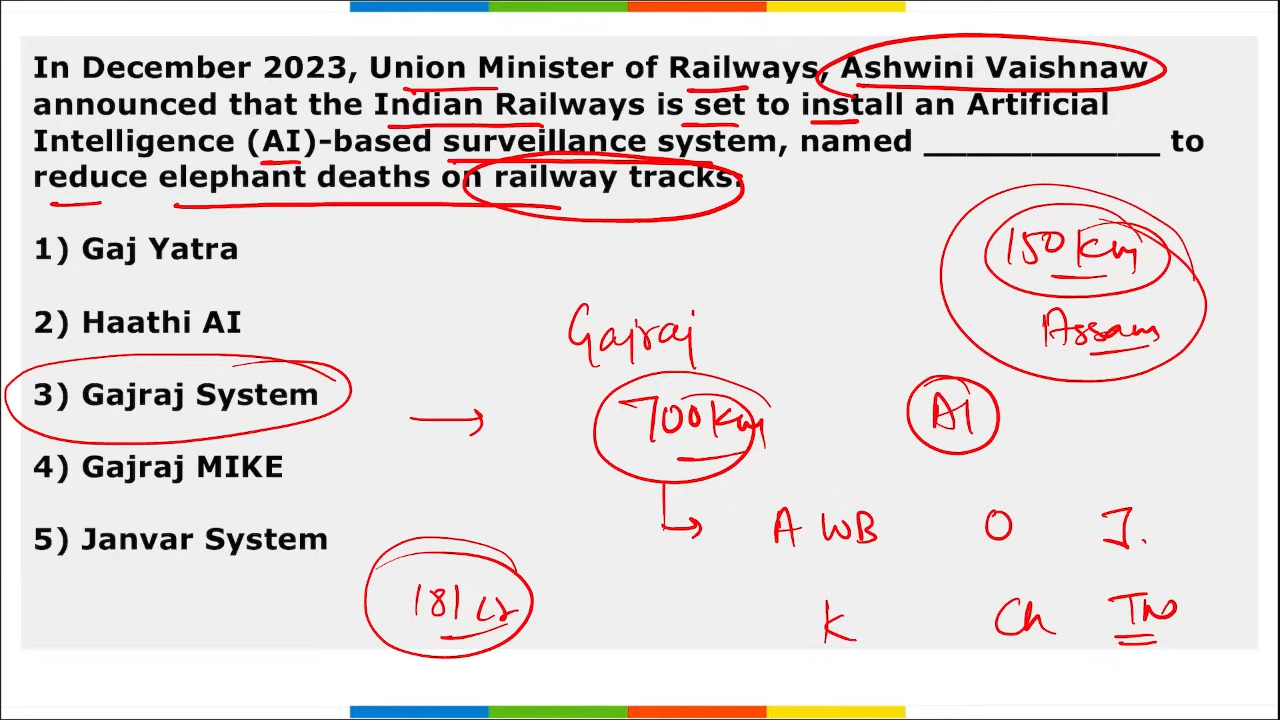 In December 2023, Union Minister of Railways, Ashwini Vaishnaw
announced that the Indian Railways is set to install an Artificial
Intelligence (AI)-based surveillance system, named ______________ to
reduce elephant deaths on railway tracks.
1) Gaj Yatra
2) Haathi AI
3) Gajraj System
4) Gajraj MIKE
5) Janvar System
150 km
Assam
Gajraj
700 km
AI
A WB O J.
181 cr
K Ch TN